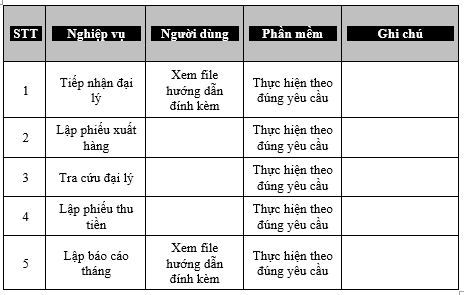 STT Nghiệp vụ Người dùng Phần mềm Ghi chú
1 Tiếp nhận đại lý Xem file hướng dẫn đính kèm Thực hiện theo đúng yêu cầu
2 Lập phiếu xuất hàng Thực hiện theo đúng yêu cầu
3 Tra cứu đại lý Thực hiện theo đúng yêu cầu
4 Lập phiếu thu tiền Thực hiện theo đúng yêu cầu
5 Lập báo cáo tháng Xem file hướng dẫn đính kèm Thực hiện theo đúng yêu cầu